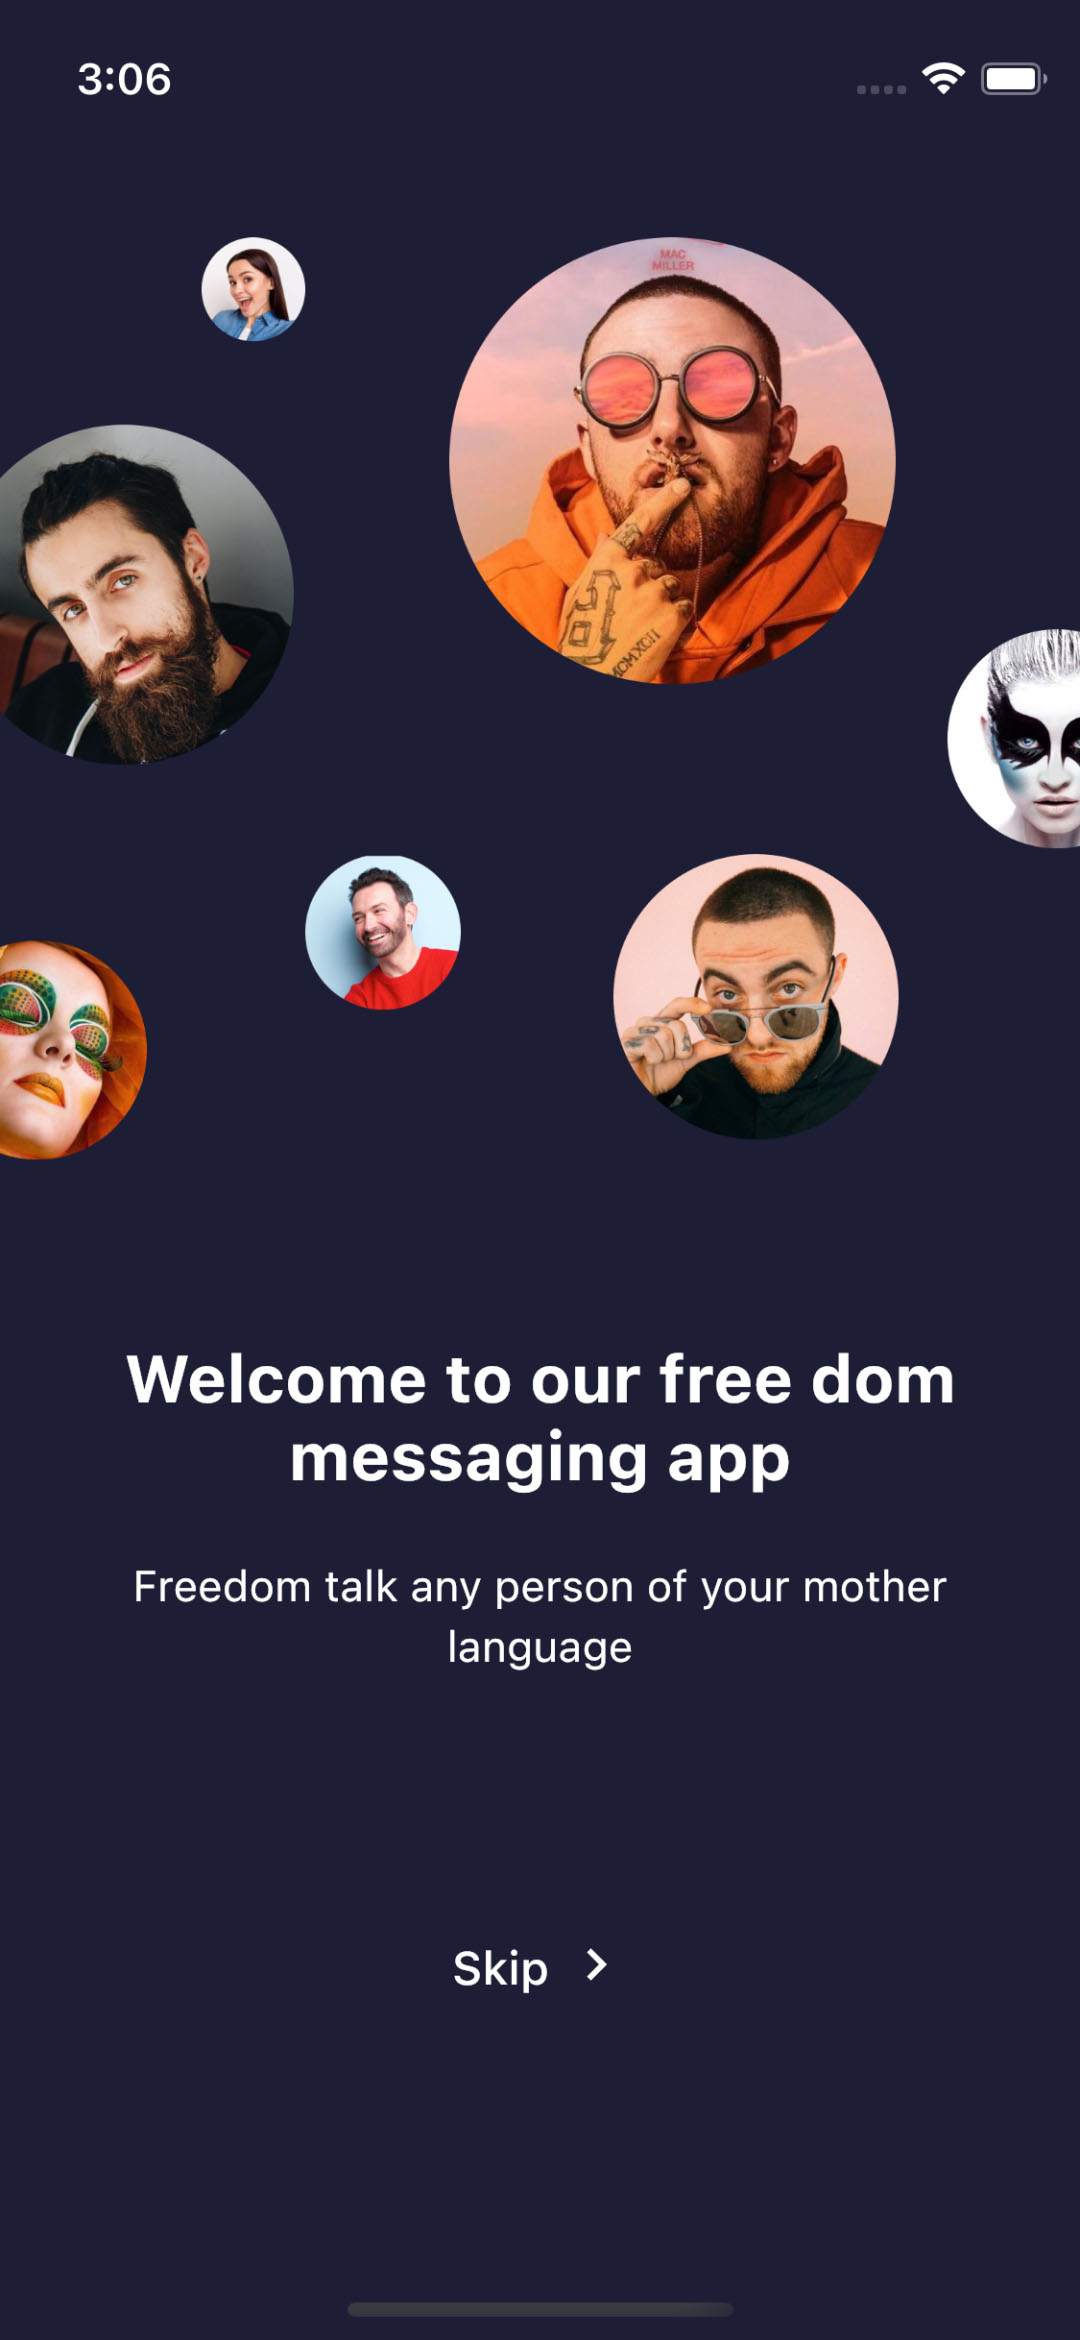 3:06
MAC
MILLER
MCMXCII
Welcome to our free dom
messaging app
Freedom talk any person of your mother
language
Skip